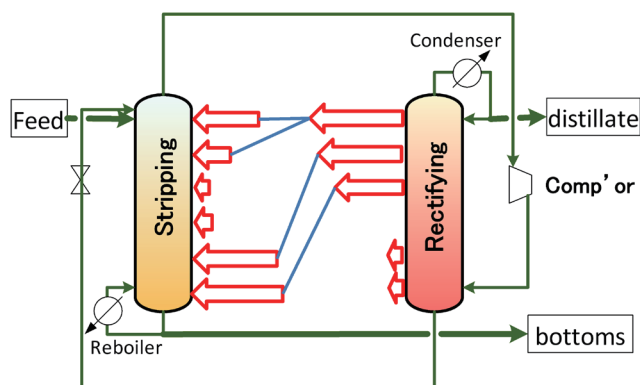 Condenser
Feed
distillate
Stripping
Rectifying
Comp' or
Reboiler
bottoms